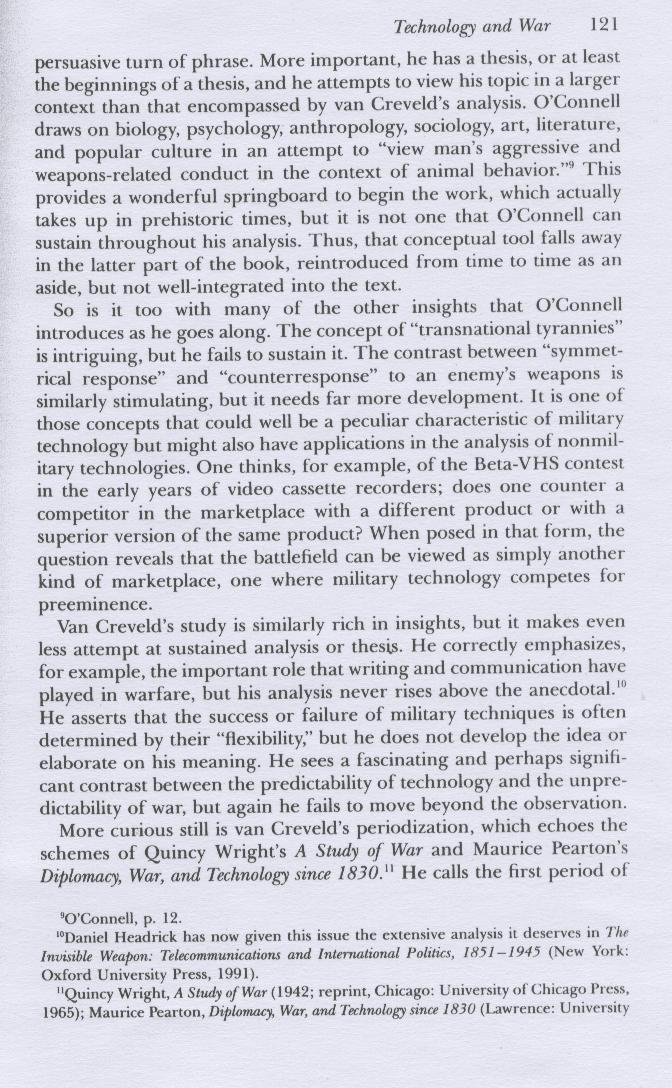 Technology and War 121
persuasive turn of phrase. More important, he has a thesis, or at least
the beginnings of a thesis, and he attempts to view his topic in a larger
context than that encompassed by van Creveld's analysis. O'Connell
draws on biology, psychology, anthropology, sociology, art, literature,
and popular culture in an attempt to “view man's aggressive and
weapons-related conduct in the context of animal behavior.”⁹ This
provides a wonderful springboard to begin the work, which actually
takes up in prehistoric times, but it is not one that O'Connell can
sustain throughout his analysis. Thus, that conceptual tool falls away
in the latter part of the book, reintroduced from time to time as an
aside, but not well-integrated into the text.
So is it too with many of the other insights that O'Connell
introduces as he goes along. The concept of “transnational tyrannies”
is intriguing, but he fails to sustain it. The contrast between “symmet-
rical response” and “counterresponse” to an enemy's weapons is
similarly stimulating, but it needs far more development. It is one of
those concepts that could well be a peculiar characteristic of military
technology but might also have applications in the analysis of nonmil-
itary technologies. One thinks, for example, of the Beta-VHS contest
in the early years of video cassette recorders; does one counter a
competitor in the marketplace with a different product or with a
superior version of the same product? When posed in that form, the
question reveals that the battlefield can be viewed as simply another
kind of marketplace, one where military technology competes for
preeminence.
Van Creveld's study is similarly rich in insights, but it makes even
less attempt at sustained analysis or thesis. He correctly emphasizes,
for example, the important role that writing and communication have
played in warfare, but his analysis never rises above the anecdotal.¹⁰
He asserts that the success or failure of military techniques is often
determined by their “flexibility,” but he does not develop the idea or
elaborate on his meaning. He sees a fascinating and perhaps signifi-
cant contrast between the predictability of technology and the unpre-
dictability of war, but again he fails to move beyond the observation.
More curious still is van Creveld's periodization, which echoes the
schemes of Quincy Wright's A Study of War and Maurice Pearton's
Diplomacy, War, and Technology since 1830.¹¹ He calls the first period of
⁹O'Connell, p. 12.
¹⁰Daniel Headrick has now given this issue the extensive analysis it deserves in The
Invisible Weapon: Telecommunications and International Politics, 1851–1945 (New York:
Oxford University Press, 1991).
¹¹Quincy Wright, A Study of War (1942; reprint, Chicago: University of Chicago Press,
1965); Maurice Pearton, Diplomacy, War, and Technology since 1830 (Lawrence: University